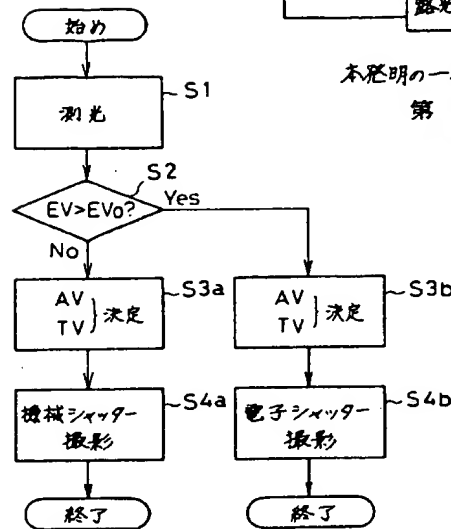 始め
測光
S1
S2
EV>EV0?
Yes
No
AV
TV
決定
S3a
AV
TV
決定
S3b
機械シャッター
撮影
S4a
電子シャッター
撮影
S4b
終了
終了
本発明の一
第